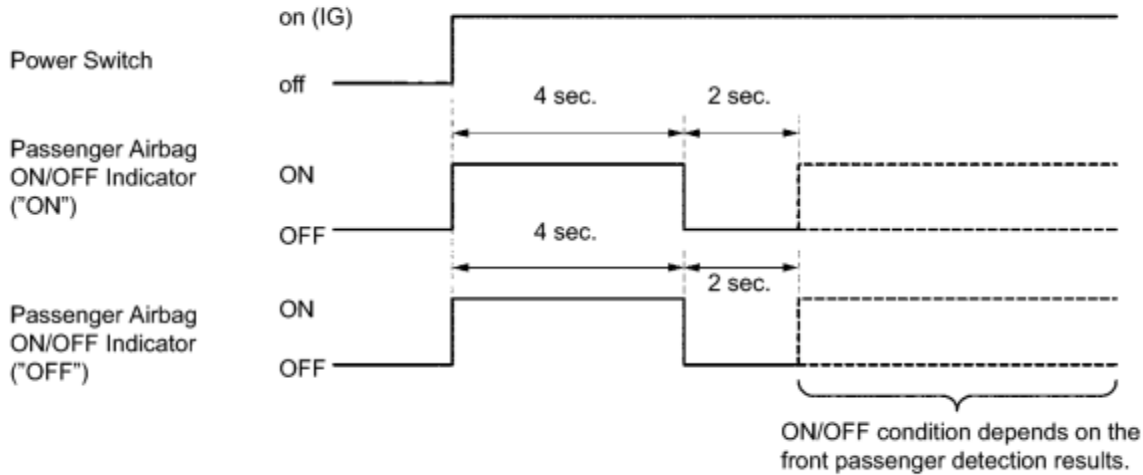 on (IG)
Power Switch
off
4 sec.
2 sec.
Passenger Airbag
ON/OFF Indicator
("ON")
ON
OFF
4 sec.
2 sec.
Passenger Airbag
ON/OFF Indicator
("OFF")
ON
OFF
ON/OFF condition depends on the
front passenger detection results.